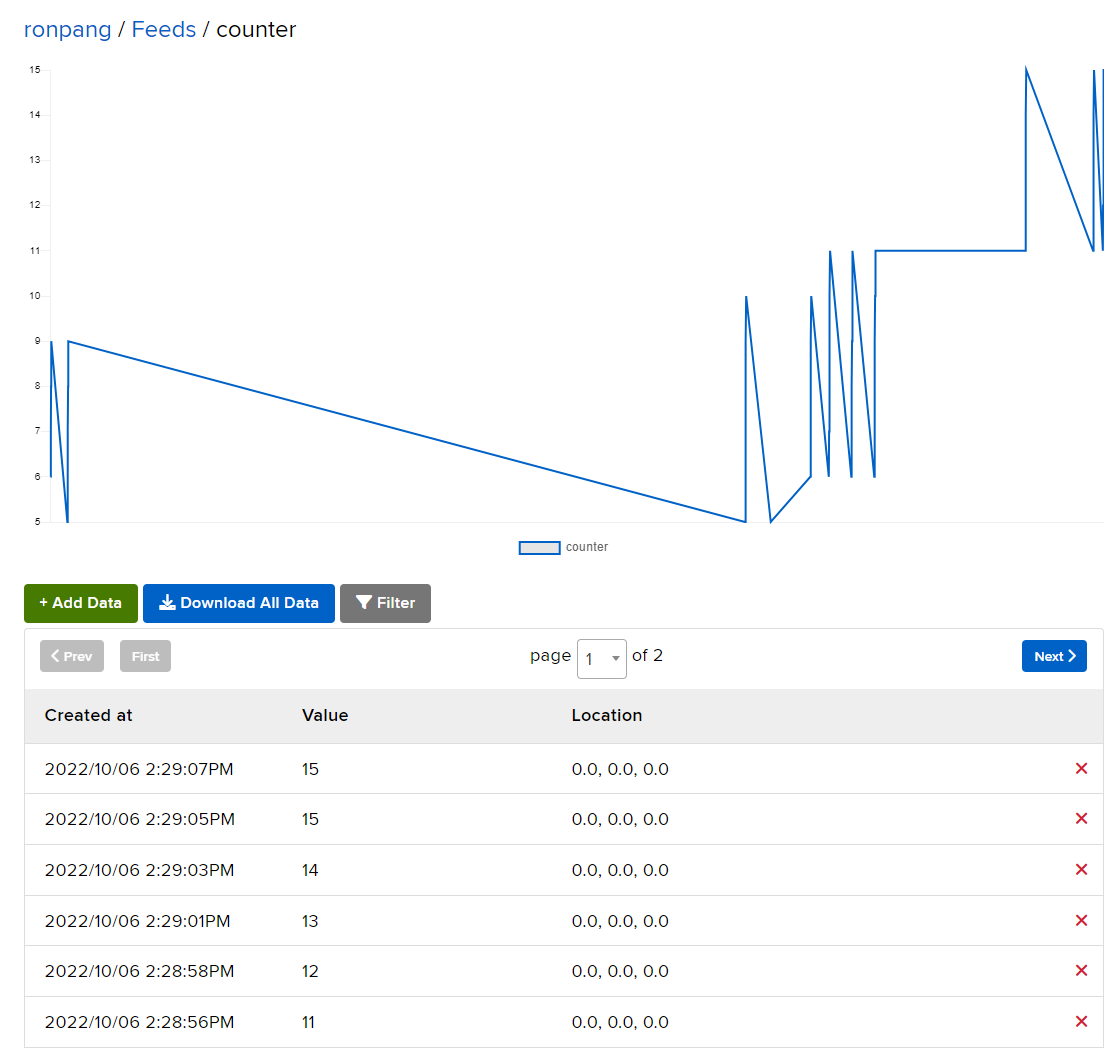 ronpang / Feeds / counter
15
14
13
12
11
10
9
8
7
6
5
counter
+ Add Data Download All Data Filter
Prev First page 1 of 2 Next
Created at Value Location
2022/10/06 2:29:07PM 15 0.0, 0.0, 0.0
2022/10/06 2:29:05PM 15 0.0, 0.0, 0.0
2022/10/06 2:29:03PM 14 0.0, 0.0, 0.0
2022/10/06 2:29:01PM 13 0.0, 0.0, 0.0
2022/10/06 2:28:58PM 12 0.0, 0.0, 0.0
2022/10/06 2:28:56PM 11 0.0, 0.0, 0.0